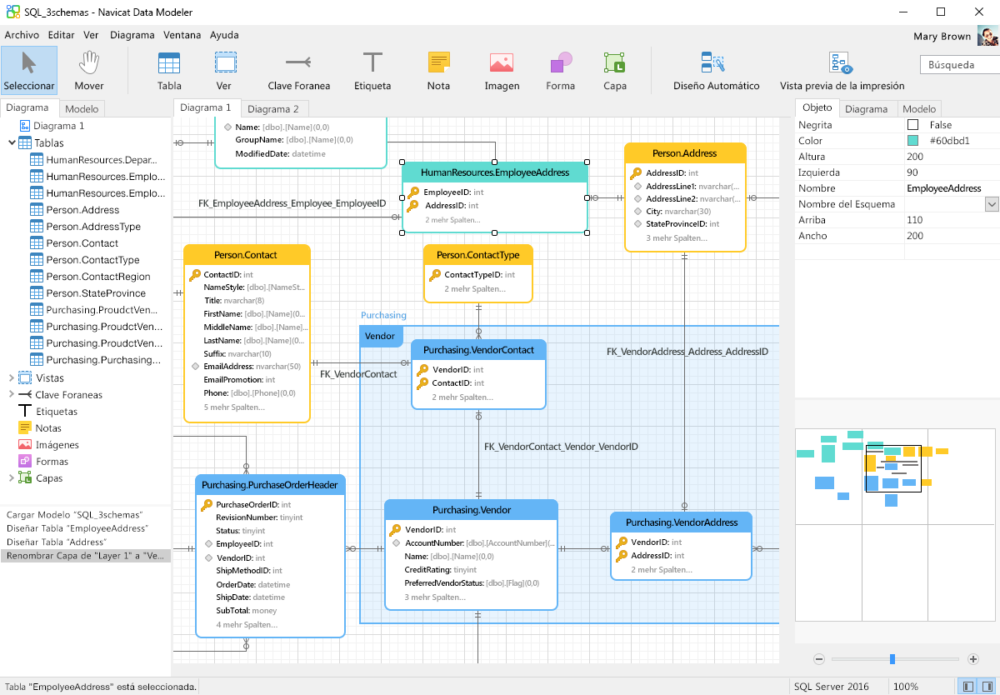 SQL_3schemas - Navicat Data Modeler
Archivo Editar Ver Diagrama Ventana Ayuda
Mary Brown
Seleccionar
Mover
Tabla
Ver
Clave Foranea
Etiqueta
Nota
Imagen
Forma
Capa
Diseño Automático
Vista previa de la impresión
Búsqueda
Diagrama Modelo
Diagrama 1
Tablas
HumanResources.Depar...
HumanResources.Emplo...
HumanResources.Emplo...
Person.Address
Person.AddressType
Person.Contact
Person.ContactType
Person.ContactRegion
Person.StateProvince
Purchasing.ProudctVen...
Purchasing.ProudctVen...
Purchasing.ProudctVen...
Purchasing.Purchasing...
Vistas
Clave Foraneas
Etiquetas
Notas
Imágenes
Formas
Capas
Cargar Modelo “SQL_3schemas”
Diseñar Tabla “EmployeeAddress”
Diseñar Tabla “Address”
Renombrar Capa de "Layer 1" a "Ve...
Diagrama 1 Diagrama 2
Name: [dbo].[Name](0,0)
GroupName: [dbo].[Name](0,0)
ModifiedDate: datetime
FK_EmployeeAddress_Employee_EmployeeID
HumanResources.EmployeeAddress
EmployeeID: int
AddressID: int
2 mehr Spalten...
Person.Address
AddressID: int
AddressLine1: nvarchar(...
AddressLine2: nvarchar(...
City: nvarchar(30)
StateProvinceID: int
3 mehr Spalten...
Person.Contact
ContactID: int
NameStyle: [dbo].[NameSt...
Title: nvarchar(8)
FirstName: [dbo].[Name](0...
MiddleName: [dbo].[Name]...
LastName: [dbo].[Name](0...
Suffix: nvarchar(10)
EmailAddress: nvarchar(50)
EmailPromotion: int
Phone: [dbo].[Phone](0,0)
5 mehr Spalten...
Person.ContactType
ContactTypeID: int
2 mehr Spalten...
Purchasing
Vendor
Purchasing.VendorContact
VendorID: int
ContactID: int
2 mehr Spalten...
FK_VendorContact
FK_VendorAddress_Address_AddressID
FK_VendorContact_Vendor_VendorID
Purchasing.PurchaseOrderHeader
PurchaseOrderID: int
RevisionNumber: tinyint
Status: tinyint
EmployeeID: int
VendorID: int
ShipMethodID: int
OrderDate: datetime
ShipDate: datetime
SubTotal: money
4 mehr Spalten...
Purchasing.Vendor
VendorID: int
AccountNumber: [dbo].[AccountNumber](...
Name: [dbo].[Name](0,0)
CreditRating: tinyint
PreferredVendorStatus: [dbo].[Flag](0,0)
3 mehr Spalten...
Purchasing.VendorAddress
VendorID: int
AddressID: int
2 mehr Spalten...
Objeto Diagrama Modelo
Negrita False
Color #60dbd1
Altura 200
Izquierda 90
Nombre EmployeeAddress
Nombre del Esquema
Arriba 110
Ancho 200
Tabla "EmpolyeeAddress" está seleccionada.
SQL Server 2016
100%